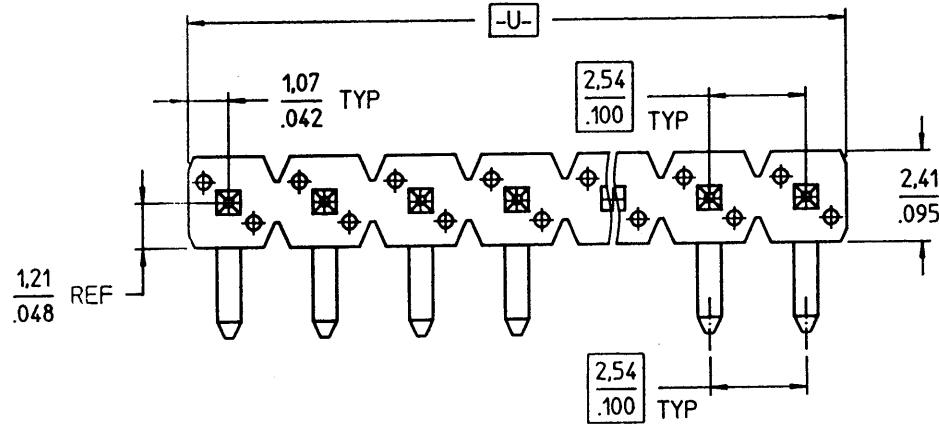 -U-
1,07
.042
TYP
2,54
.100
TYP
2,41
.095
1,21
.048
REF
2,54
.100
TYP